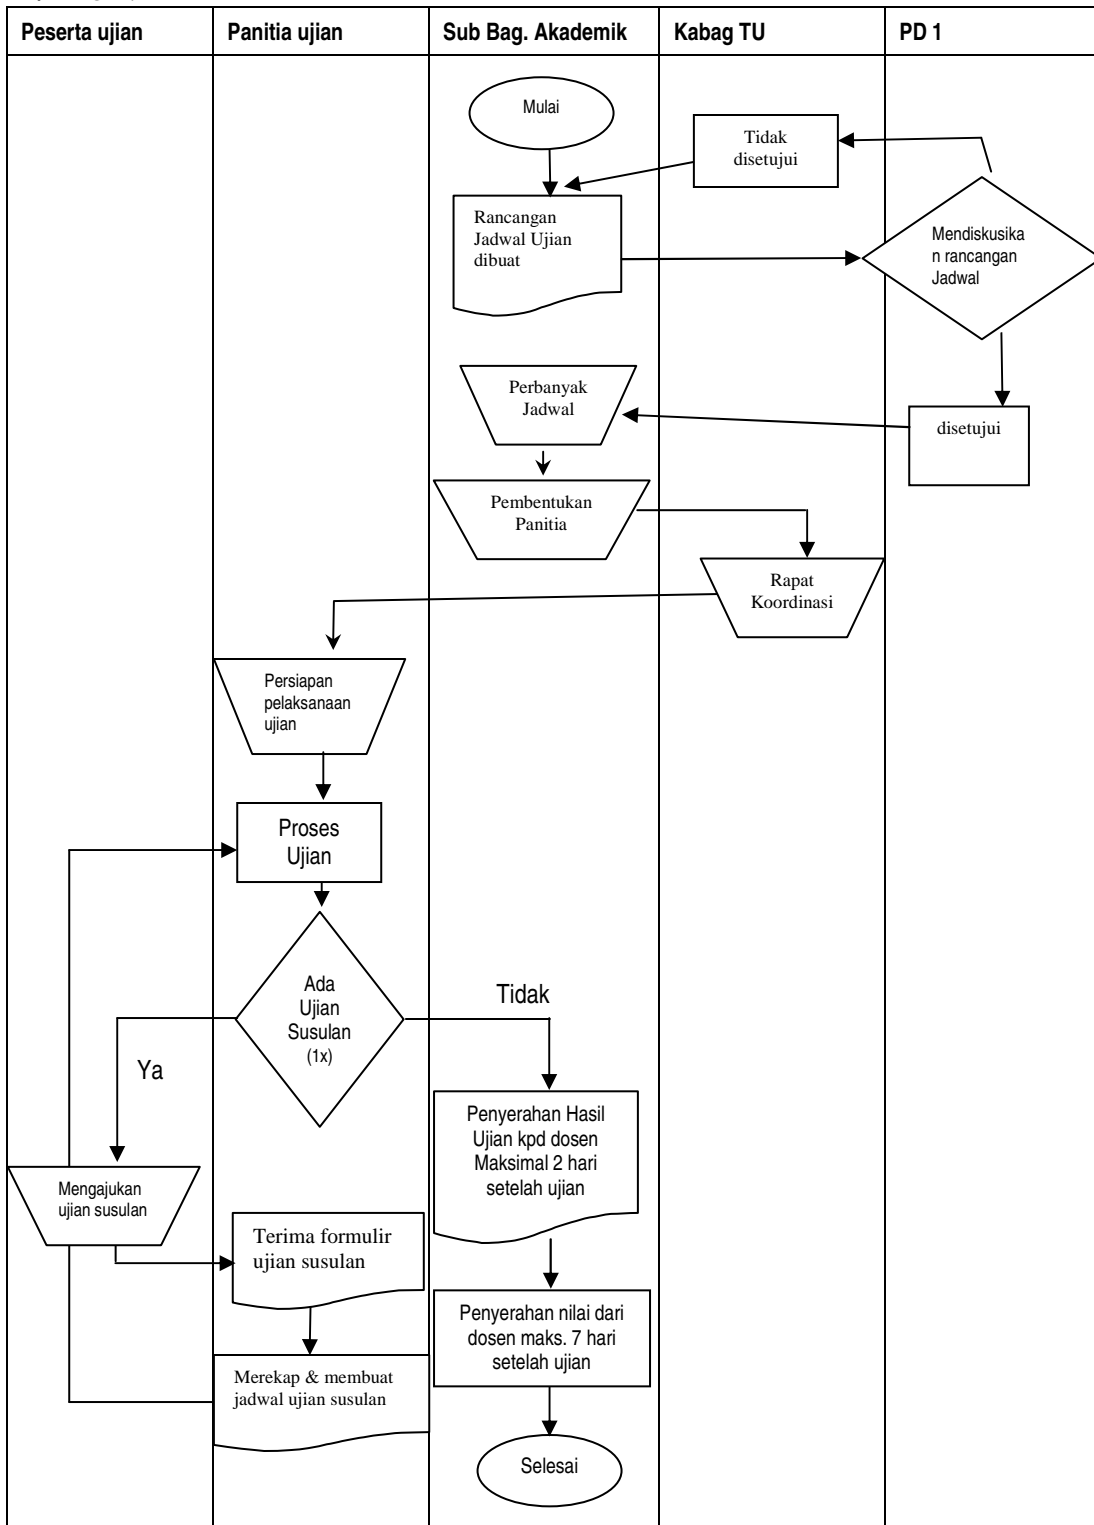 Peserta ujian
Panitia ujian
Sub Bag. Akademik
Kabag TU
PD 1
Mulai
Tidak
disetujui
Rancangan
Jadwal Ujian
dibuat
Mendiskusika
n rancangan
Jadwal
Perbanyak
Jadwal
disetujui
Pembentukan
Panitia
Rapat
Koordinasi
Persiapan
pelaksanaan
ujian
Proses
Ujian
Ada
Ujian
Susulan
(1x)
Tidak
Ya
Penyerahan Hasil
Ujian kpd dosen
Maksimal 2 hari
setelah ujian
Mengajukan
ujian susulan
Terima formulir
ujian susulan
Penyerahan nilai dari
dosen maks. 7 hari
setelah ujian
Merekap & membuat
jadwal ujian susulan
Selesai